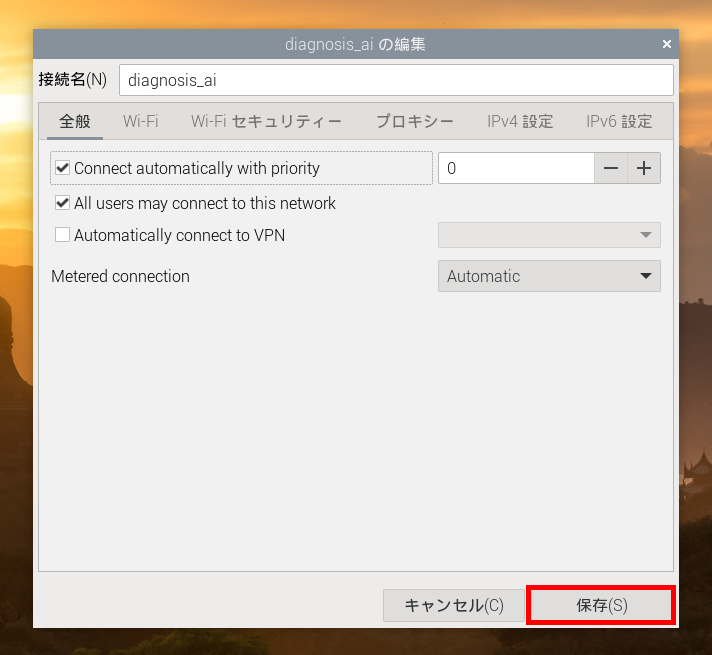 diagnosis_ai の編集 ×
接続名(N) diagnosis_ai
全般 Wi-Fi Wi-Fi セキュリティー プロキシー IPv4 設定 IPv6 設定
Connect automatically with priority 0 − +
All users may connect to this network
Automatically connect to VPN
Metered connection Automatic
キャンセル(C) 保存(S)